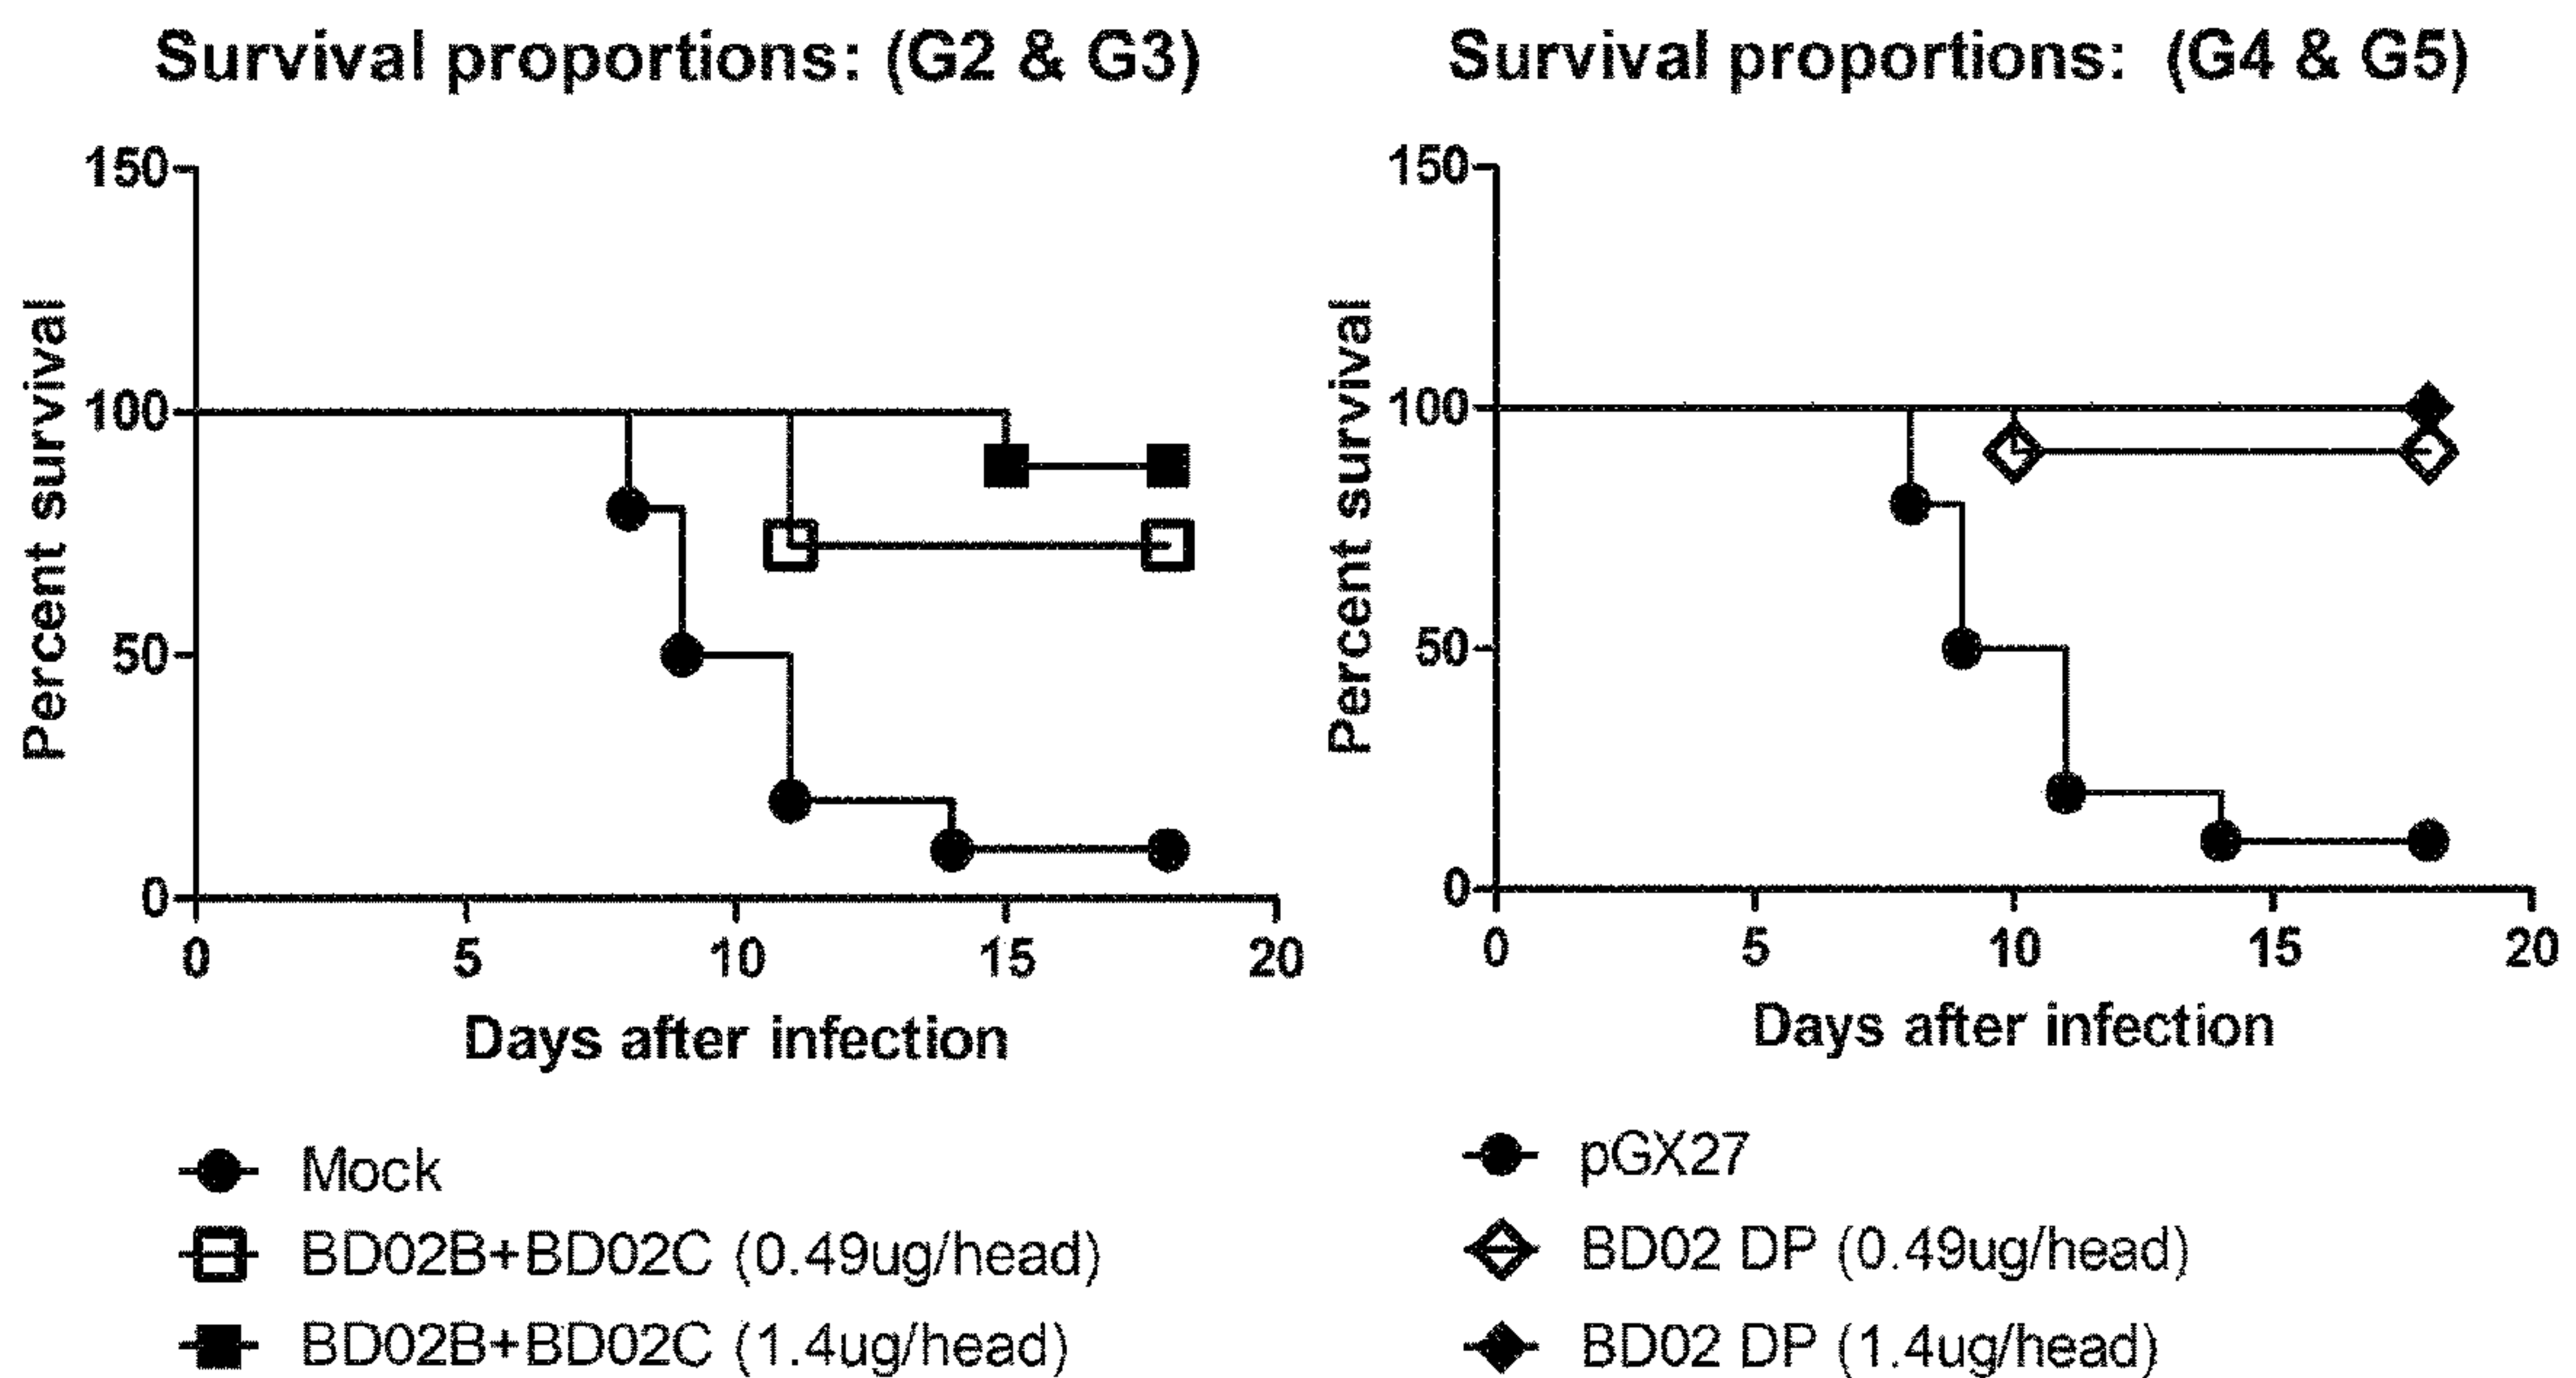 Survival proportions: (G2 & G3)
150
100
50
0
Percent survival
0 5 10 15 20
Days after infection
Mock
BD02B+BD02C (0.49ug/head)
BD02B+BD02C (1.4ug/head)
Survival proportions: (G4 & G5)
150
100
50
0
Percent survival
0 5 10 15 20
Days after infection
pGX27
BD02 DP (0.49ug/head)
BD02 DP (1.4ug/head)